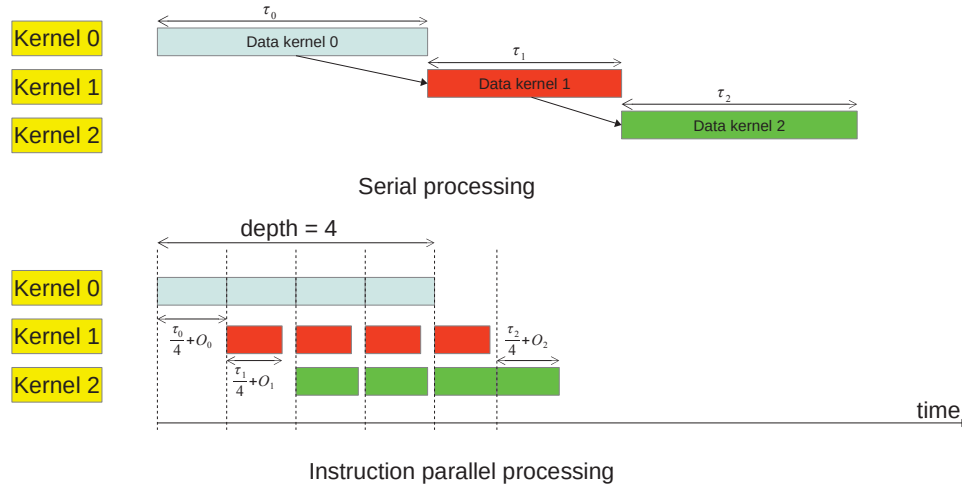 τ₀
Kernel 0
Data kernel 0
τ₁
Kernel 1
Data kernel 1
τ₂
Kernel 2
Data kernel 2
Serial processing
depth = 4
Kernel 0
Kernel 1
τ₀/4+O₀
τ₂/4+O₂
Kernel 2
τ₁/4+O₁
time
Instruction parallel processing